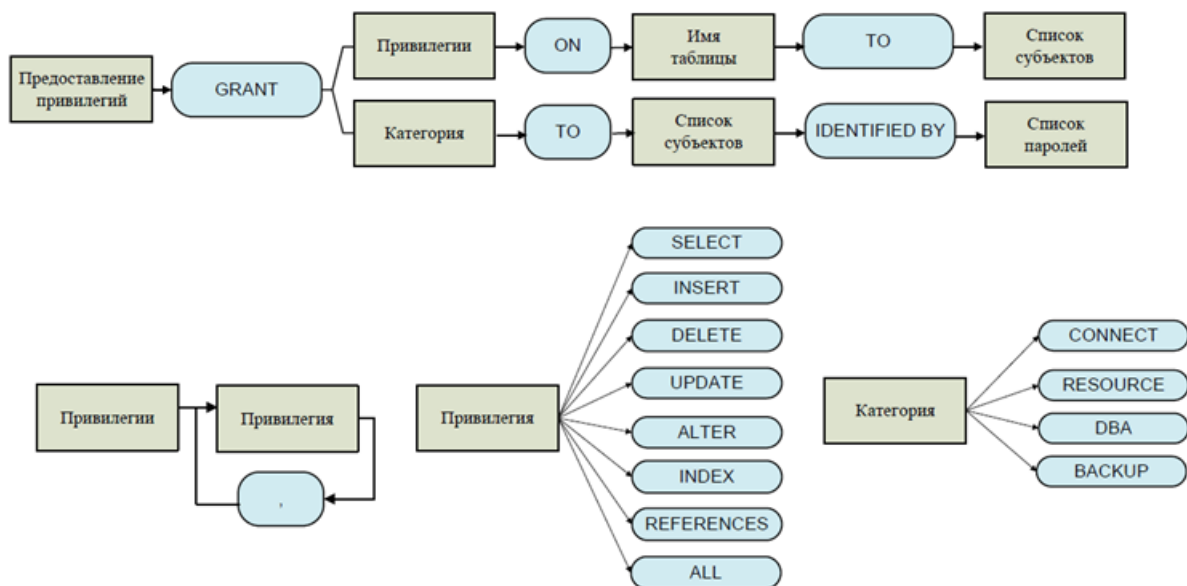 Предоставление
привилегий
GRANT
Привилегии
ON
Имя
таблицы
TO
Список
субъектов
Категория
TO
Список
субъектов
IDENTIFIED BY
Список
паролей
Привилегии
Привилегия
,
Привилегия
SELECT
INSERT
DELETE
UPDATE
ALTER
INDEX
REFERENCES
ALL
Категория
CONNECT
RESOURCE
DBA
BACKUP